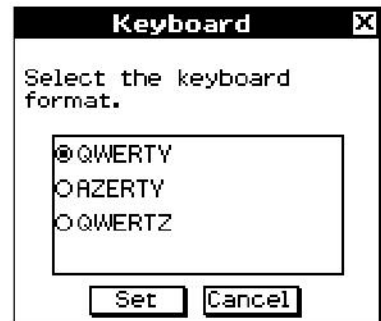 Keyboard
Select the keyboard
format.
QWERTY
AZERTY
QWERTZ
Set Cancel